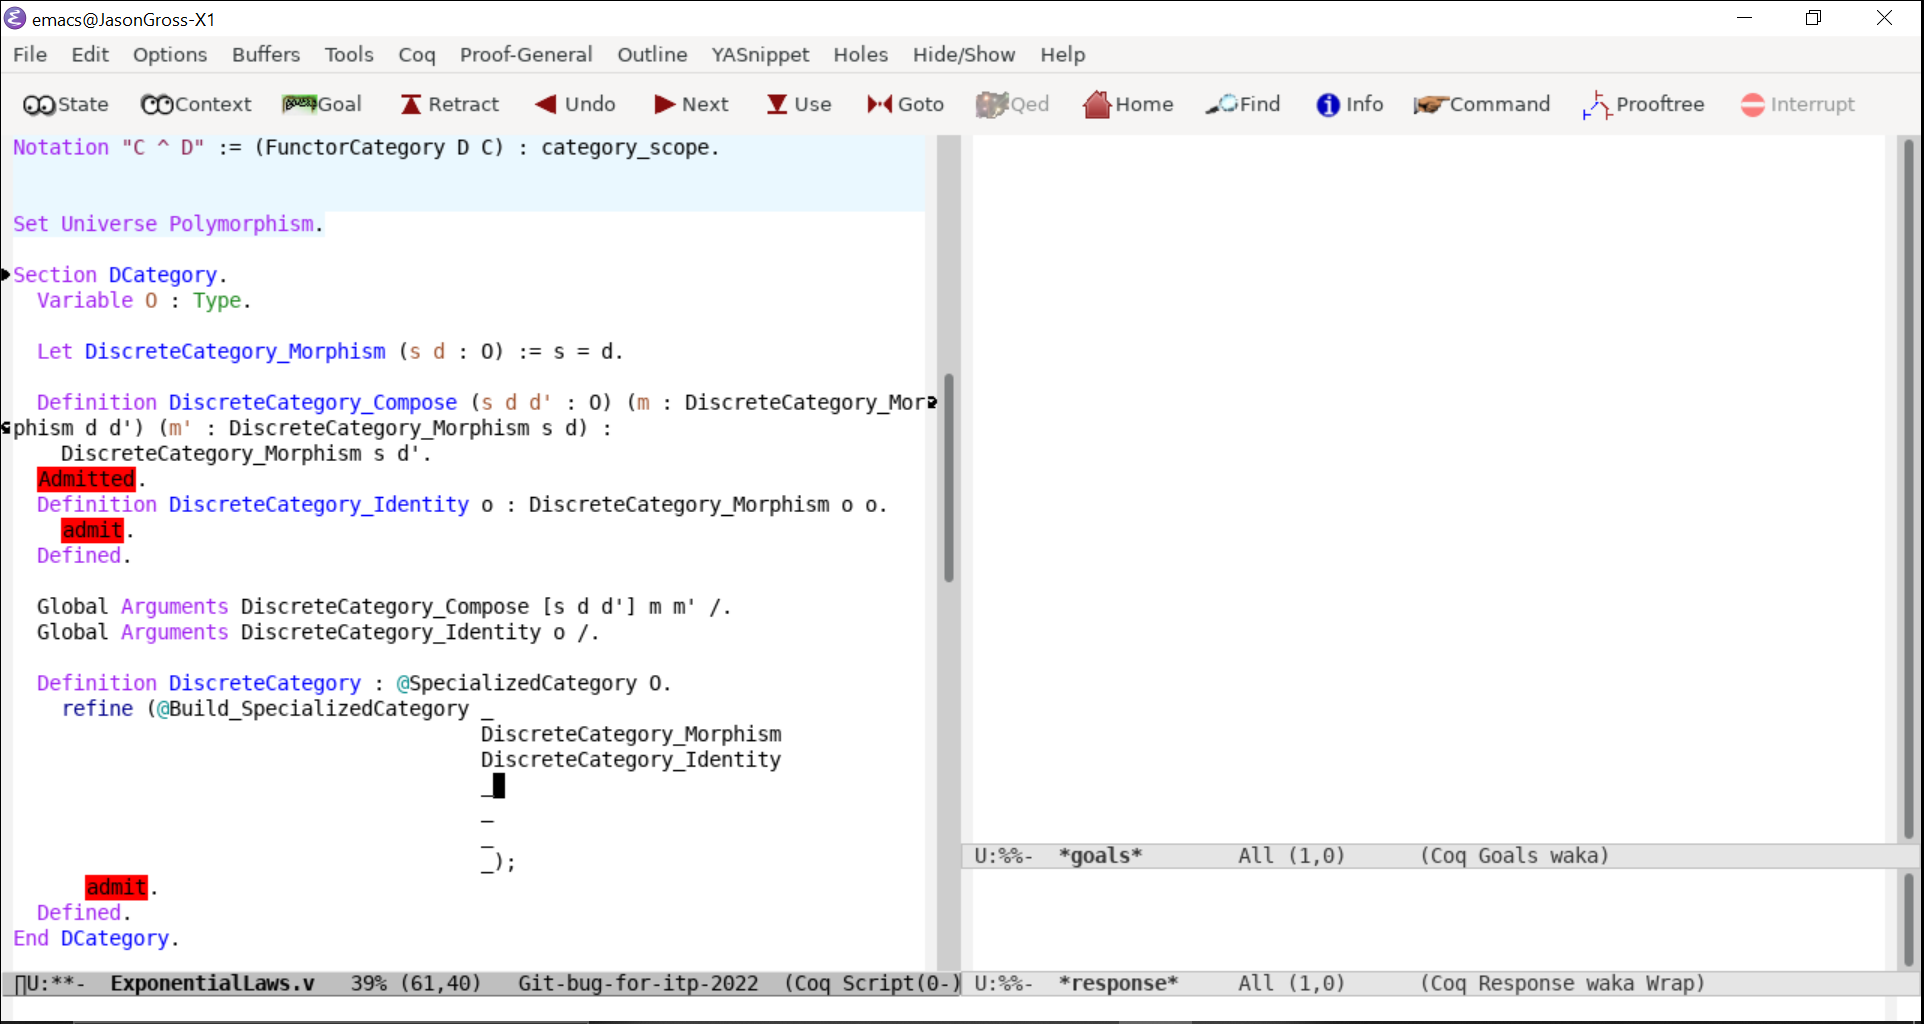 emacs@JasonGross-X1
File Edit Options Buffers Tools Coq Proof-General Outline YASnippet Holes Hide/Show Help
State Context Goal Retract Undo Next Use Goto Qed Home Find Info Command Prooftree Interrupt
Notation "C ^ D" := (FunctorCategory D C) : category_scope.
Set Universe Polymorphism.
Section DCategory.
Variable O : Type.
Let DiscreteCategory_Morphism (s d : O) := s = d.
Definition DiscreteCategory_Compose (s d d' : O) (m : DiscreteCategory_Mor
phism d d') (m' : DiscreteCategory_Morphism s d) :
DiscreteCategory_Morphism s d'.
Admitted.
Definition DiscreteCategory_Identity o : DiscreteCategory_Morphism o o.
admit.
Defined.
Global Arguments DiscreteCategory_Compose [s d d'] m m' /.
Global Arguments DiscreteCategory_Identity o /.
Definition DiscreteCategory : @SpecializedCategory O.
refine (@Build_SpecializedCategory _
DiscreteCategory_Morphism
DiscreteCategory_Identity
_
_
_
_);
admit.
Defined.
End DCategory.
U:%%- *goals* All (1,0) (Coq Goals waka)
U:**- ExponentialLaws.v 39% (61,40) Git-bug-for-itp-2022 (Coq Script(0-)
U:%%- *response* All (1,0) (Coq Response waka Wrap)